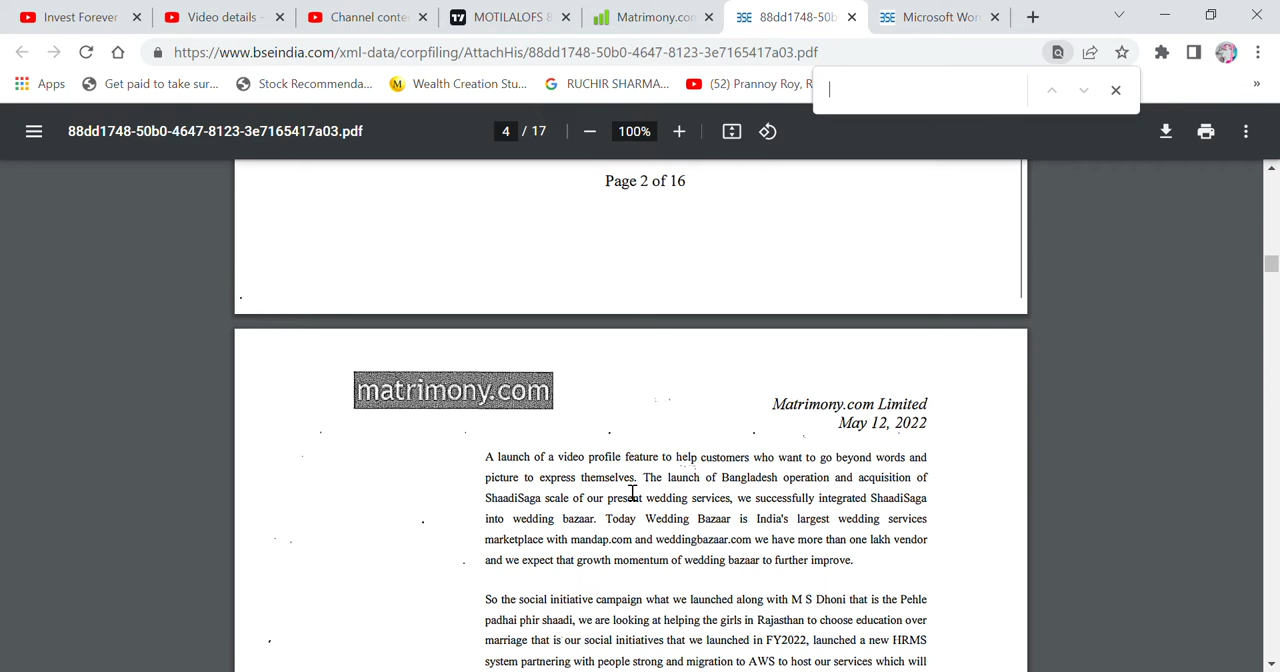 Invest Forever
Video details -
Channel conte
MOTILALOFS 8
Matrimony.co
88dd1748-50b
Microsoft Wor
https://www.bseindia.com/xml-data/corpfiling/AttachHis/88dd1748-50b0-4647-8123-3e7165417a03.pdf
Apps
Get paid to take sur...
Stock Recommenda...
Wealth Creation Stu...
RUCHIR SHARMA...
(52) Prannoy Roy, R
»
88dd1748-50b0-4647-8123-3e7165417a03.pdf
4 / 17
100%
Page 2 of 16
matrimony.com
Matrimony.com Limited
May 12, 2022
A launch of a video profile feature to help customers who want to go beyond words and
picture to express themselves. The launch of Bangladesh operation and acquisition of
ShaadiSaga scale of our present wedding services, we successfully integrated ShaadiSaga
into wedding bazaar. Today Wedding Bazaar is India's largest wedding services
marketplace with mandap.com and weddingbazaar.com we have more than one lakh vendor
and we expect that growth momentum of wedding bazaar to further improve.
So the social initiative campaign what we launched along with M S Dhoni that is the Pehle
padhai phir shaadi, we are looking at helping the girls in Rajasthan to choose education over
marriage that is our social initiatives that we launched in FY2022, launched a new HRMS
system partnering with people strong and migration to AWS to host our services which will